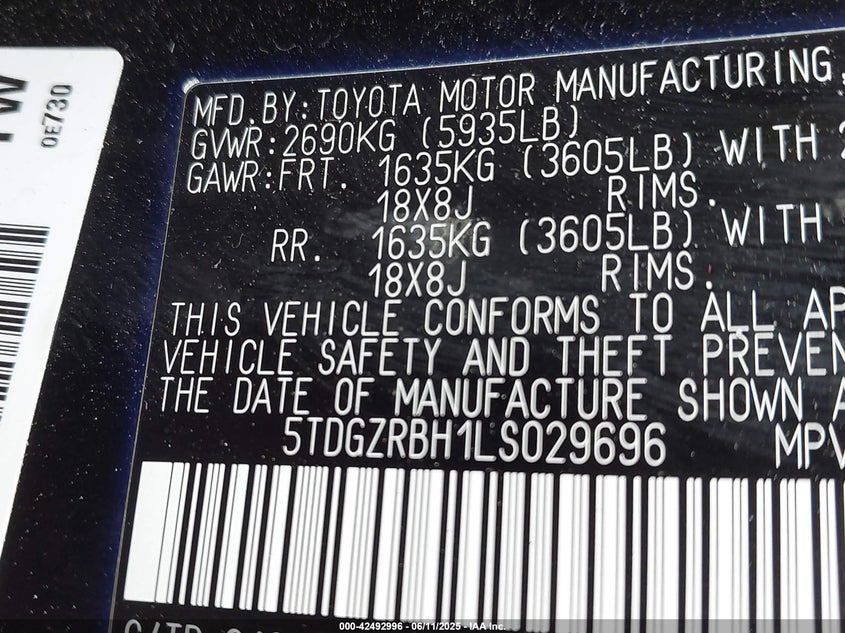 0E730
MFD.BY:TOYOTA MOTOR MANUFACTURING,
GVWR:2690KG (5935LB)
GAWR:FRT. 1635KG (3605LB) WITH
18X8J RIMS.
RR. 1635KG (3605LB) WITH
18X8J RIMS.
THIS VEHICLE CONFORMS TO ALL AP
VEHICLE SAFETY AND THEFT PREVEN
THE DATE OF MANUFACTURE SHOWN A
5TDGZRBH1LS029696 MPV
000-42492996 - 06/11/2025 - IAA Inc.